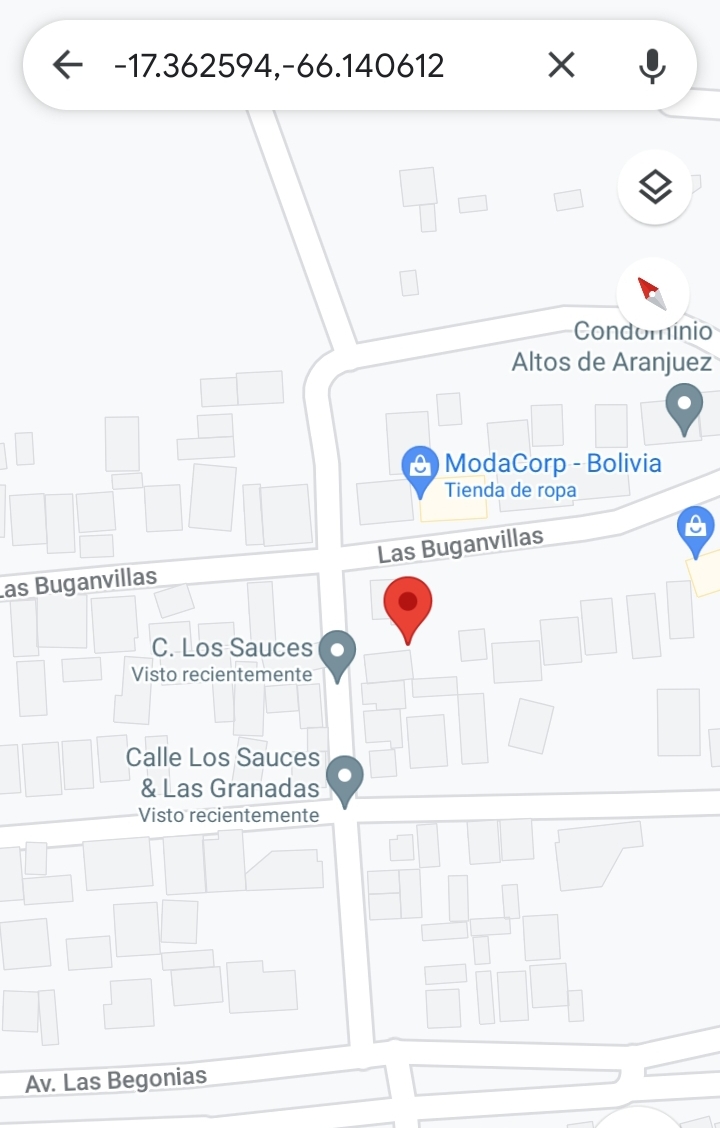 -17.362594,-66.140612
Condominio
Altos de Aranjuez
ModaCorp - Bolivia
Tienda de ropa
Las Buganvillas
Las Buganvillas
C. Los Sauces
Visto recientemente
Calle Los Sauces
& Las Granadas
Visto recientemente
Av. Las Begonias